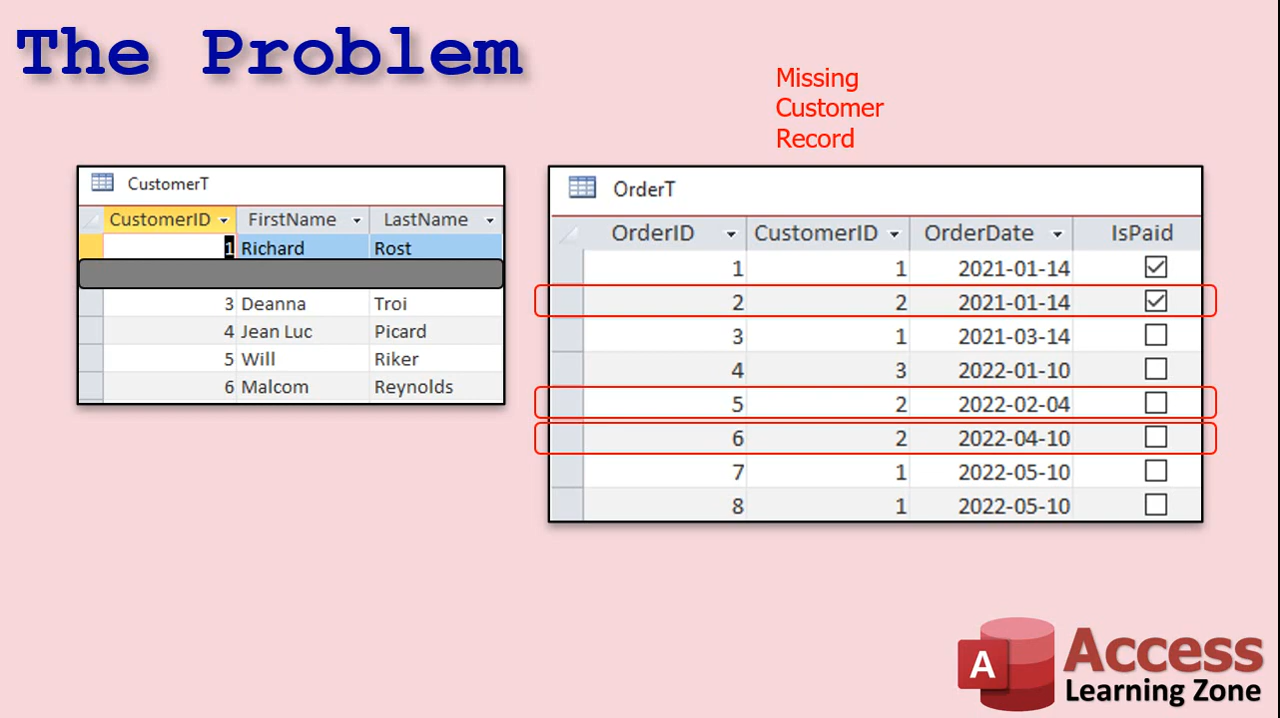 The Problem
Missing
Customer
Record
CustomerT
CustomerID FirstName LastName
1 Richard Rost
3 Deanna Troi
4 Jean Luc Picard
5 Will Riker
6 Malcom Reynolds
OrderT
OrderID CustomerID OrderDate IsPaid
1 1 2021-01-14
2 2 2021-01-14
3 1 2021-03-14
4 3 2022-01-10
5 2 2022-02-04
6 2 2022-04-10
7 1 2022-05-10
8 1 2022-05-10
A
Access
Learning Zone